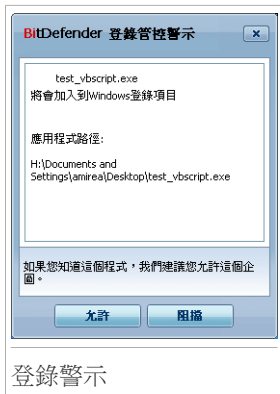 BitDefender 登錄管控警示
test_vbscript.exe
將會加入到Windows登錄項目
應用程式路徑:
H:\Documents and
Settings\amirea\Desktop\test_vbscript.exe
如果您知道這個程式，我們建議您允許這個企
圖。
允許 阻擋
登錄警示